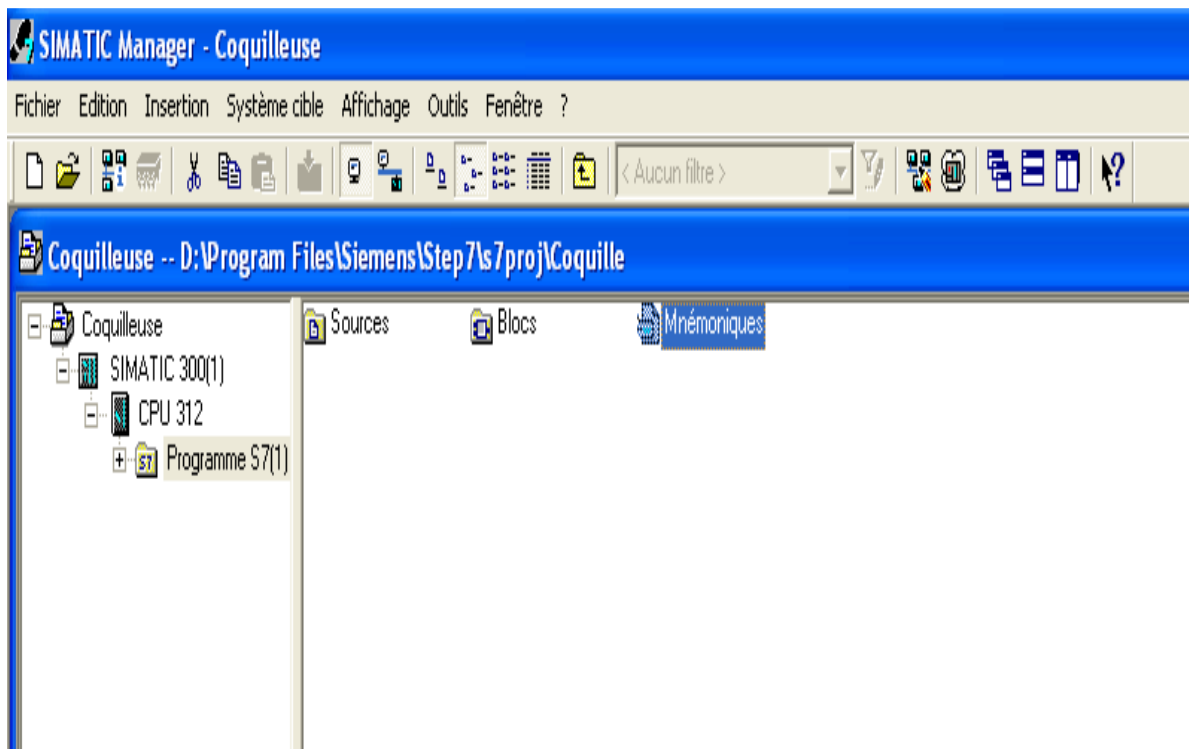 SIMATIC Manager - Coquilleuse
Fichier Edition Insertion Système cible Affichage Outils Fenêtre ?
< Aucun filtre >
Coquilleuse -- D:\Program Files\Siemens\Step7\s7proj\Coquille
Coquilleuse
SIMATIC 300(1)
CPU 312
S7 Programme S7(1)
Sources Blocs Mnémoniques